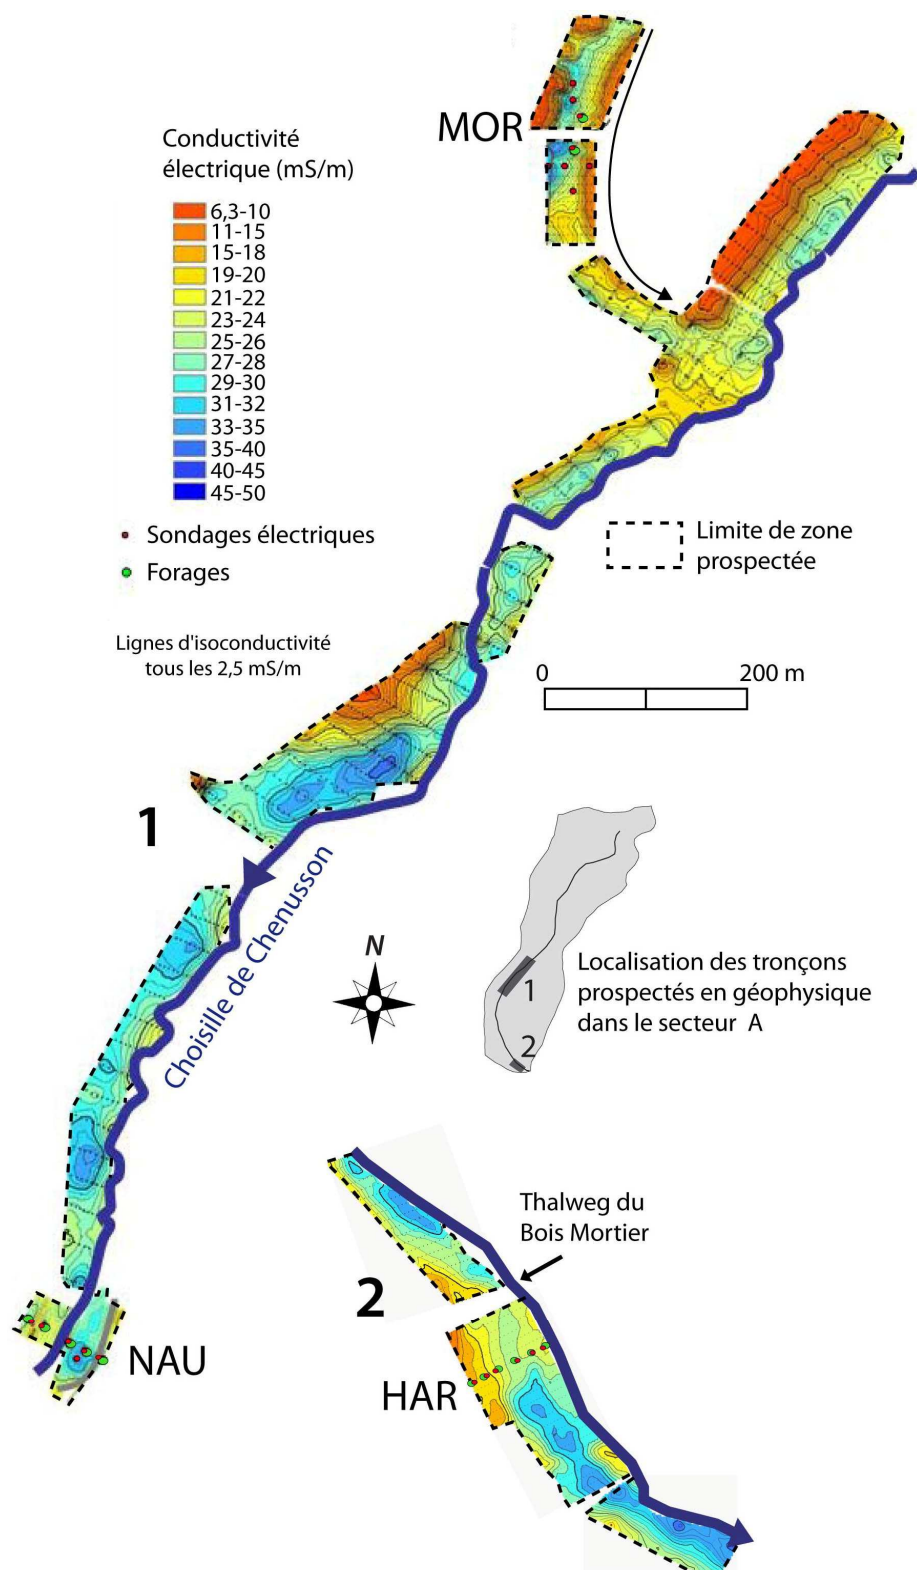 MOR
Conductivité
électrique (mS/m)
6,3-10
11-15
15-18
19-20
21-22
23-24
25-26
27-28
29-30
31-32
33-35
35-40
40-45
45-50
Sondages électriques
Forages
Limite de zone
prospectée
Lignes d'isoconductivité
tous les 2,5 mS/m
0 200 m
1
Choisille de Chenusson
N
1
2
Localisation des tronçons
prospectés en géophysique
dans le secteur A
Thalweg du
Bois Mortier
2
NAU
HAR